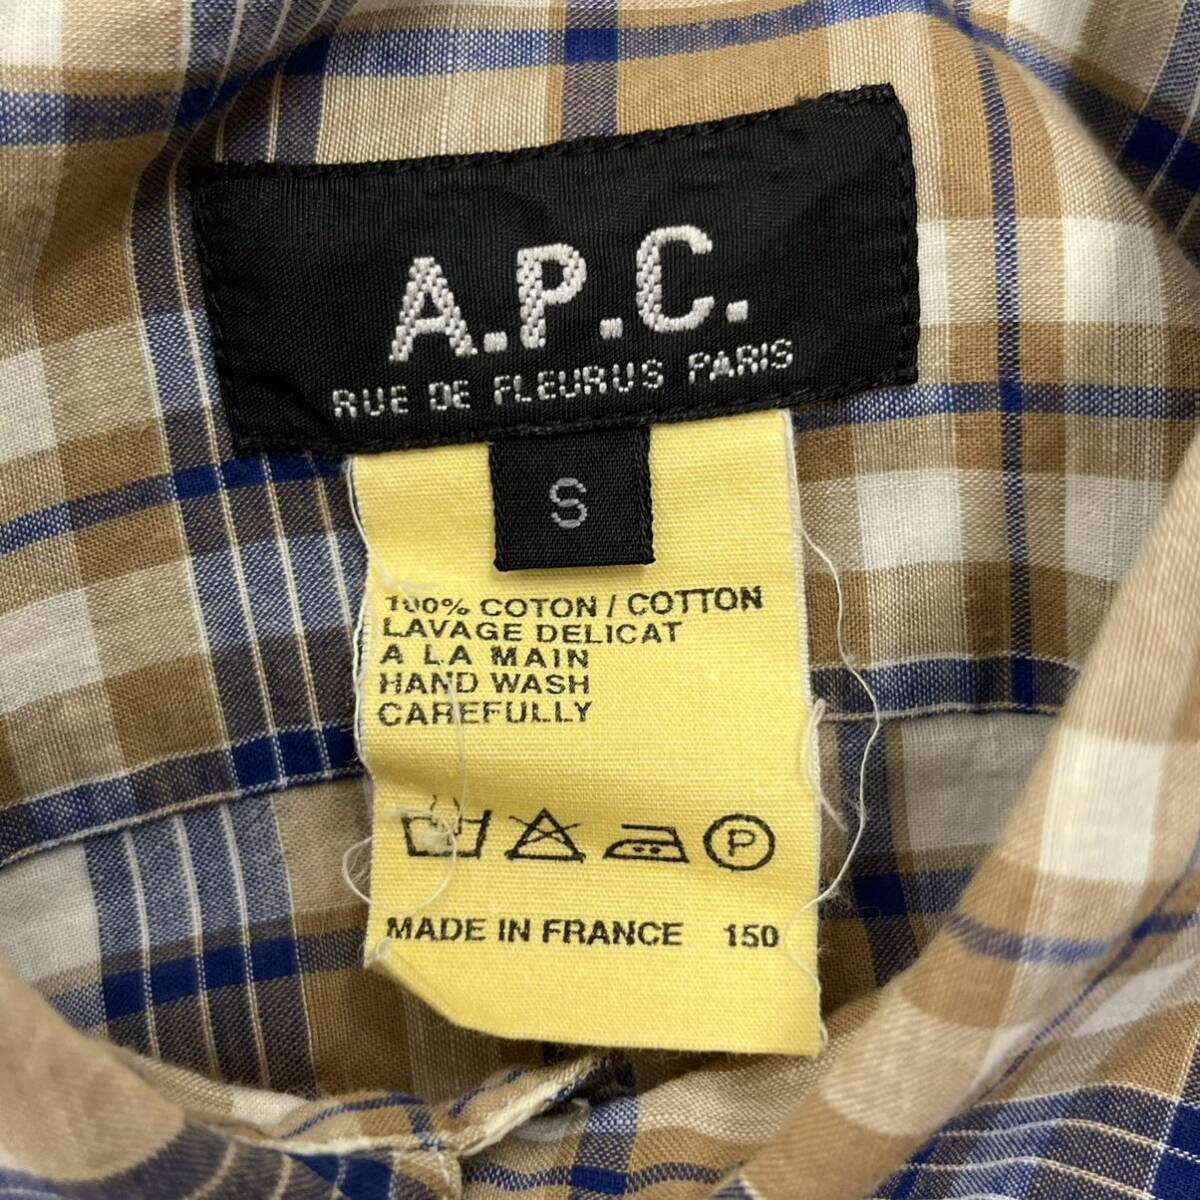 A.P.C.
RUE DE FLEURUS PARIS
S
100% COTON / COTTON
LAVAGE DELICAT
A LA MAIN
HAND WASH
CAREFULLY
P
MADE IN FRANCE 150